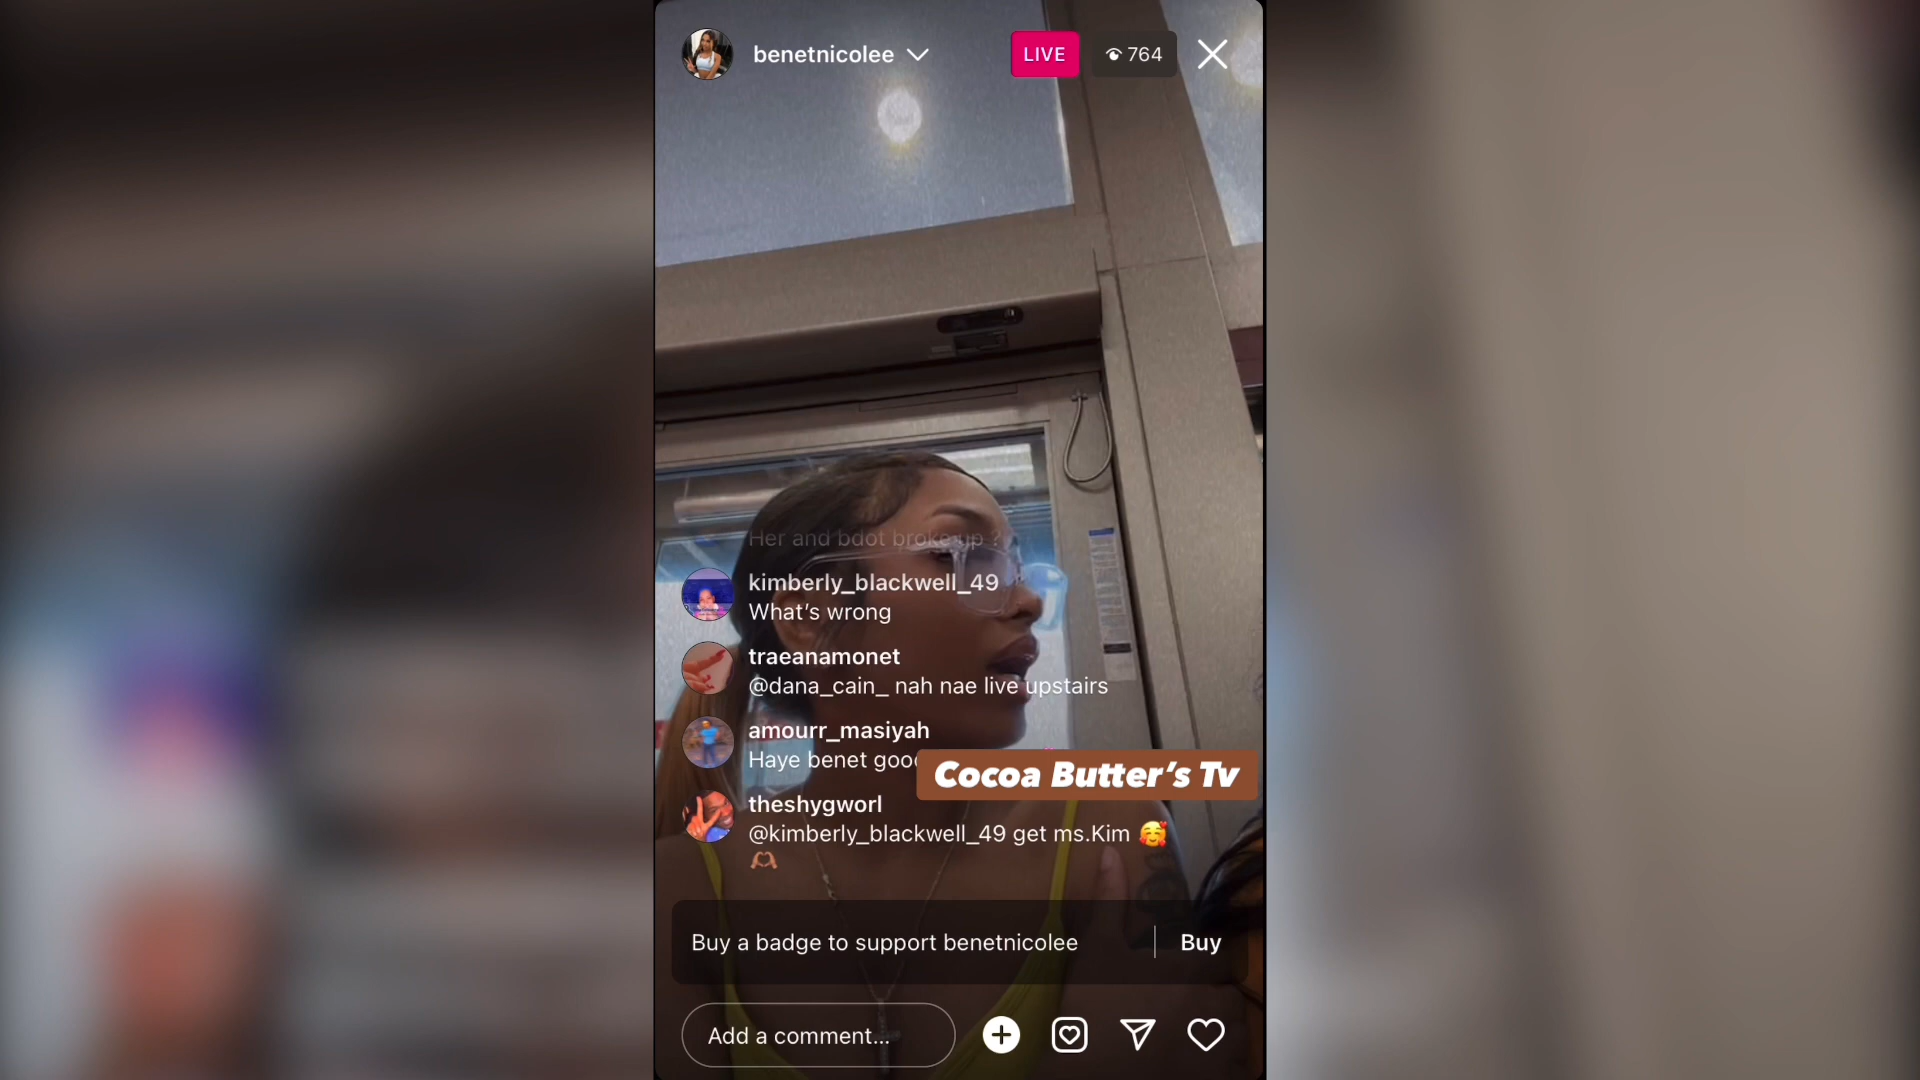 benetnicolee
LIVE
764
Her and bdot broke up ?
kimberly_blackwell_49
What's wrong
traeanamonet
@dana_cain_ nah nae live upstairs
amourr_masiyah
Haye benet
Cocoa Butter's Tv
theshygworl
@kimberly_blackwell_49 get ms.Kim 🥰
🫶🏽
Buy a badge to support benetnicolee
Buy
Add a comment...